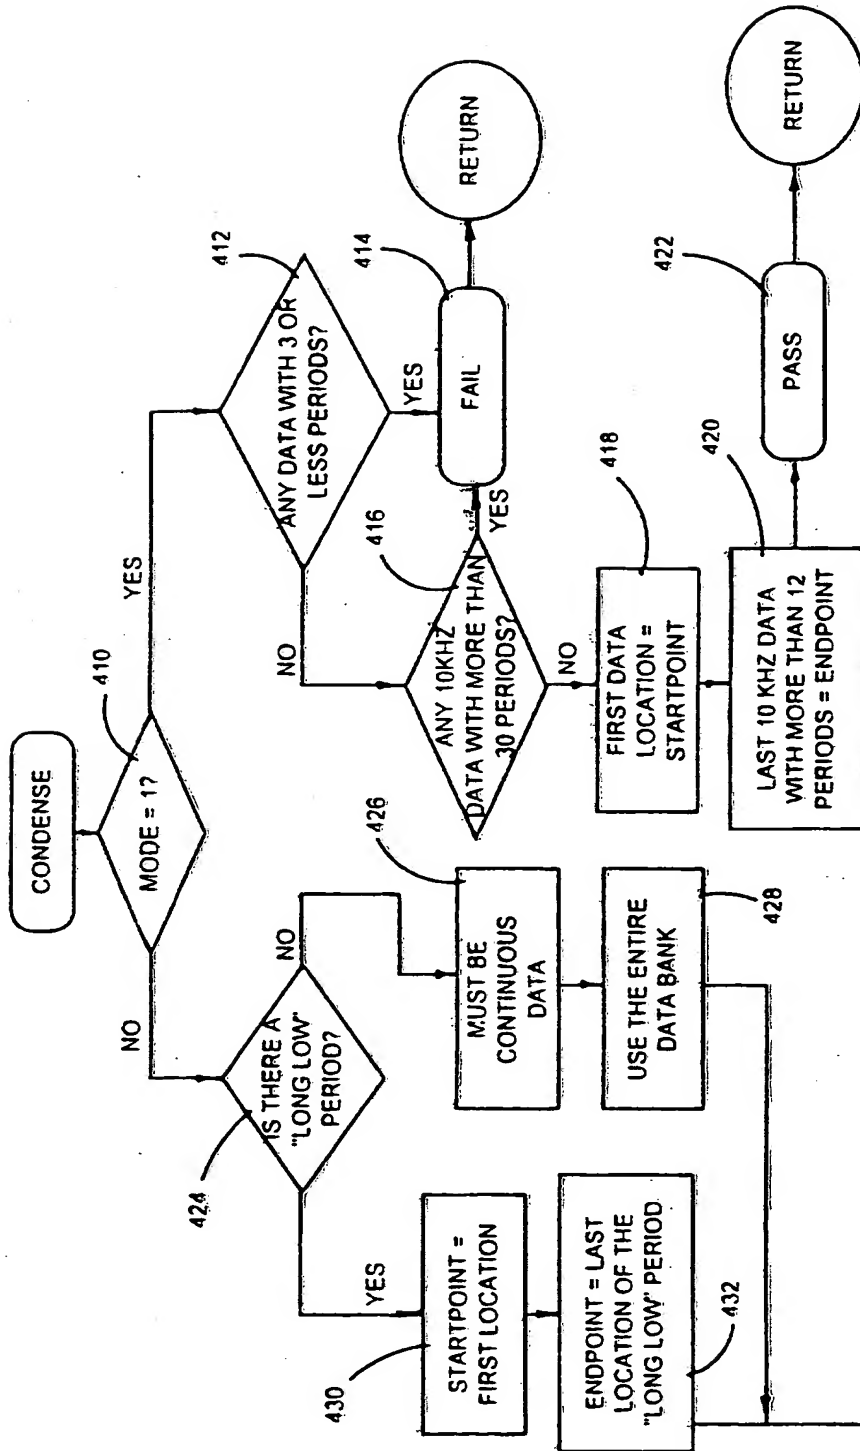 CONDENSE
410
MODE = 1?
YES
NO
412
ANY DATA WITH 3 OR
LESS PERIODS?
YES
NO
414
FAIL
RETURN
416
ANY 10KHZ
DATA WITH MORE THAN
30 PERIODS?
YES
NO
418
FIRST DATA
LOCATION =
STARTPOINT
420
LAST 10 KHZ DATA
WITH MORE THAN 12
PERIODS = ENDPOINT
422
PASS
RETURN
424
IS THERE A
"LONG LOW"
PERIOD?
NO
YES
426
MUST BE
CONTINUOUS
DATA
428
USE THE ENTIRE
DATA BANK
430
STARTPOINT =
FIRST LOCATION
432
ENDPOINT = LAST
LOCATION OF THE
"LONG LOW" PERIOD